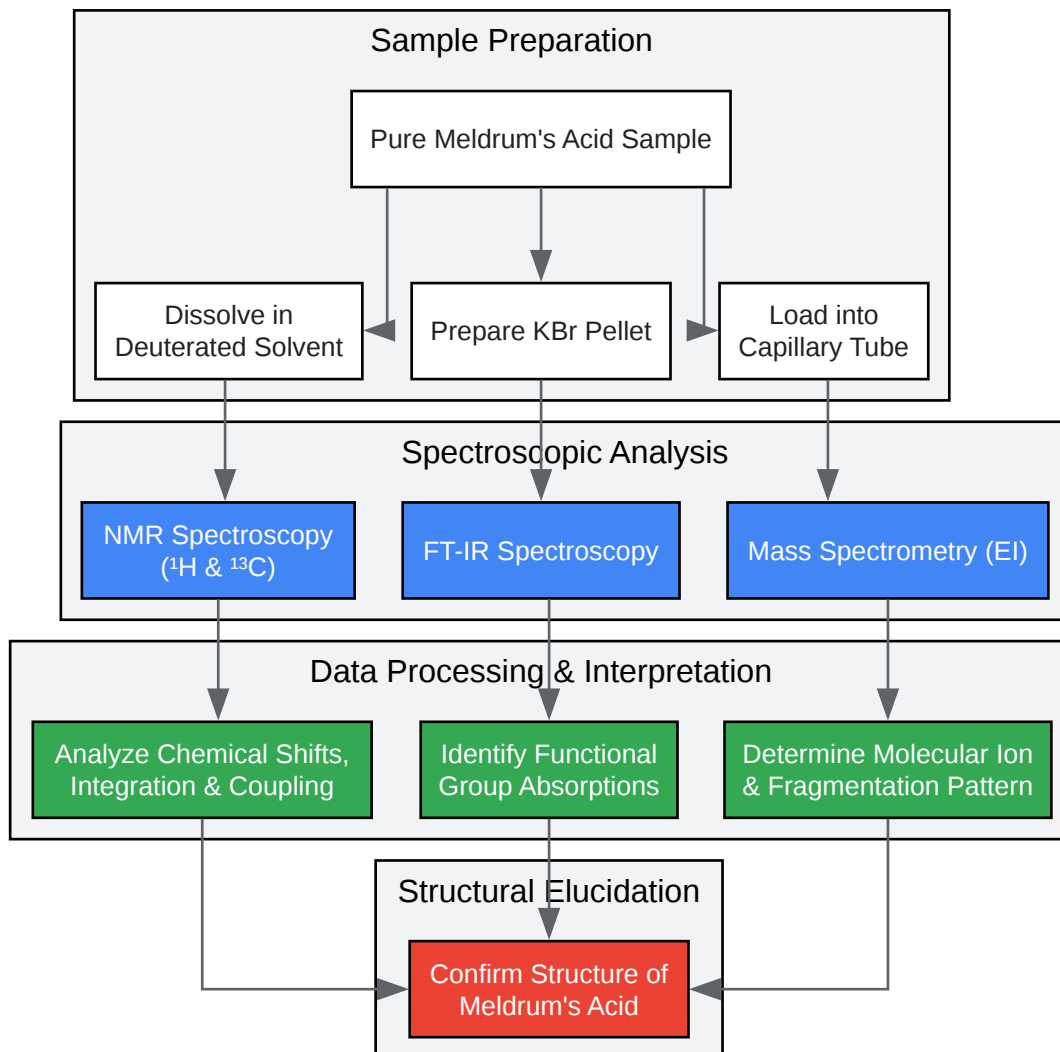 Sample Preparation
Pure Meldrum's Acid Sample
Dissolve in
Deuterated Solvent
Prepare KBr Pellet
Load into
Capillary Tube
Spectroscopic Analysis
NMR Spectroscopy
(¹H & ¹³C)
FT-IR Spectroscopy
Mass Spectrometry (EI)
Data Processing & Interpretation
Analyze Chemical Shifts,
Integration & Coupling
Identify Functional
Group Absorptions
Determine Molecular Ion
& Fragmentation Pattern
Structural Elucidation
Confirm Structure of
Meldrum's Acid